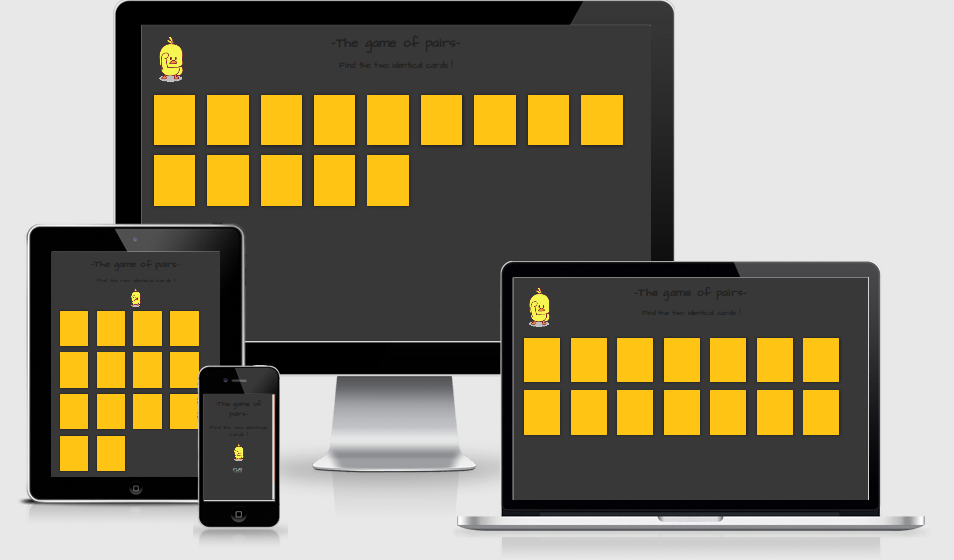 -The game of pairs-
Find the two identical cards !
-The game of pairs-
Find the two identical cards !
-The game of
pairs-
Find the two identical
cards !
-The game of pairs-
Find the two identical cards !